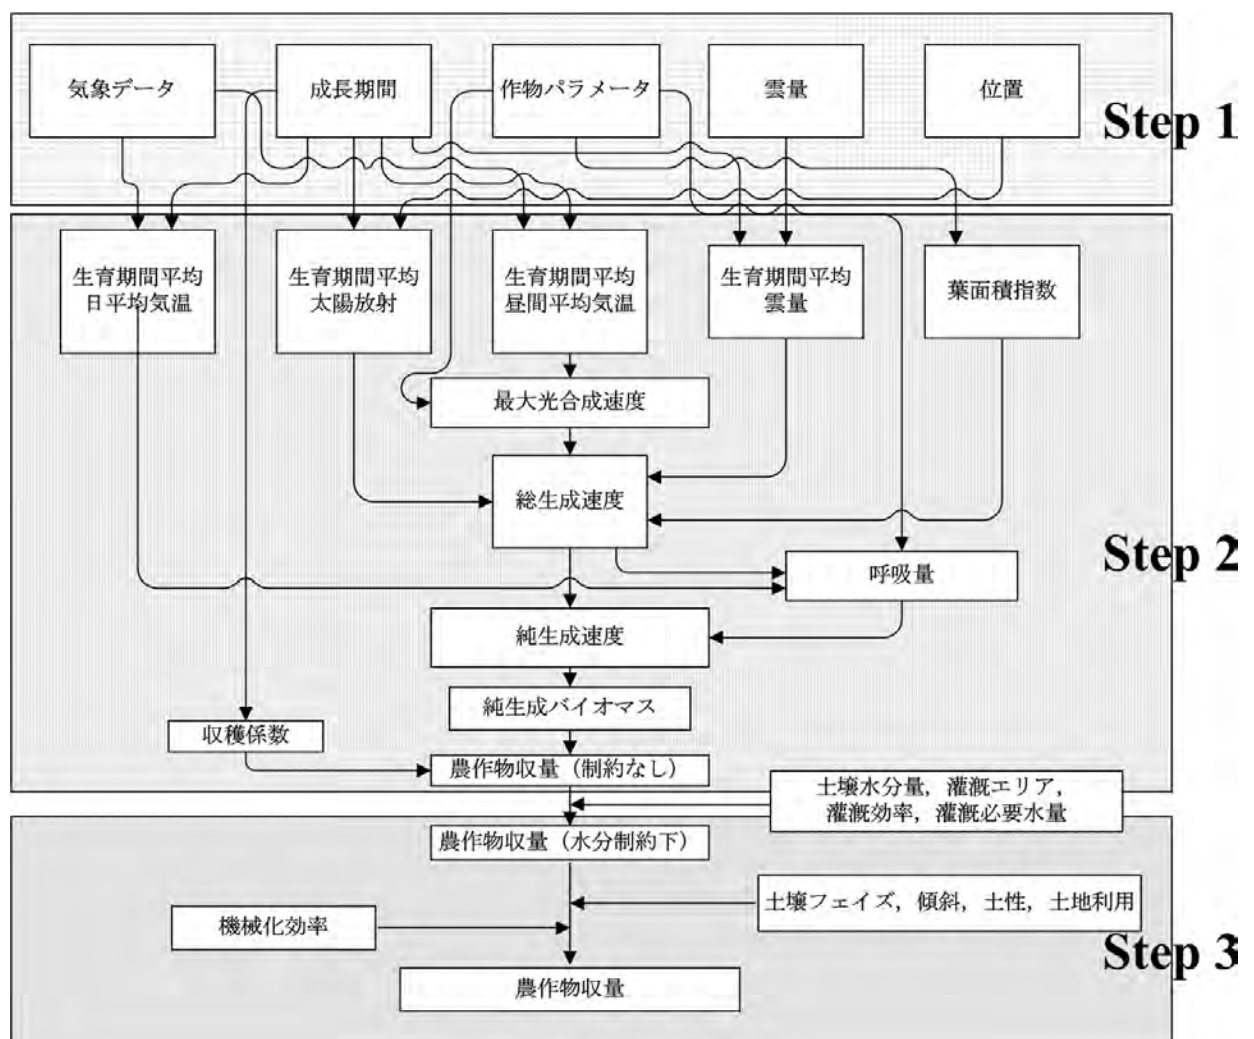 気象データ
成長期間
作物パラメータ
雲量
位置
Step 1
生育期間平均
日平均気温
生育期間平均
太陽放射
生育期間平均
昼間平均気温
生育期間平均
雲量
葉面積指数
最大光合成速度
総生成速度
Step 2
呼吸量
純生成速度
純生成バイオマス
収穫係数
農作物収量（制約なし）
土壌水分量，灌漑エリア，
灌漑効率，灌漑必要水量
農作物収量（水分制約下）
土壌フェイズ，傾斜，土性，土地利用
機械化効率
Step 3
農作物収量